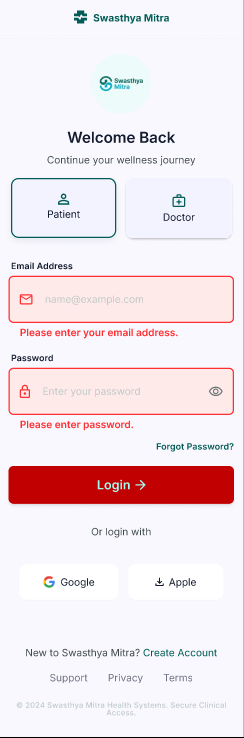 Swasthya Mitra
Swasthya
Mitra
Welcome Back
Continue your wellness journey
Patient
Doctor
Email Address
name@example.com
Please enter your email address.
Password
Enter your password
Please enter password.
Forgot Password?
Login →
Or login with
Google
Apple
New to Swasthya Mitra? Create Account
Support Privacy Terms
© 2024 Swasthya Mitra Health Systems. Secure Clinical
Access.